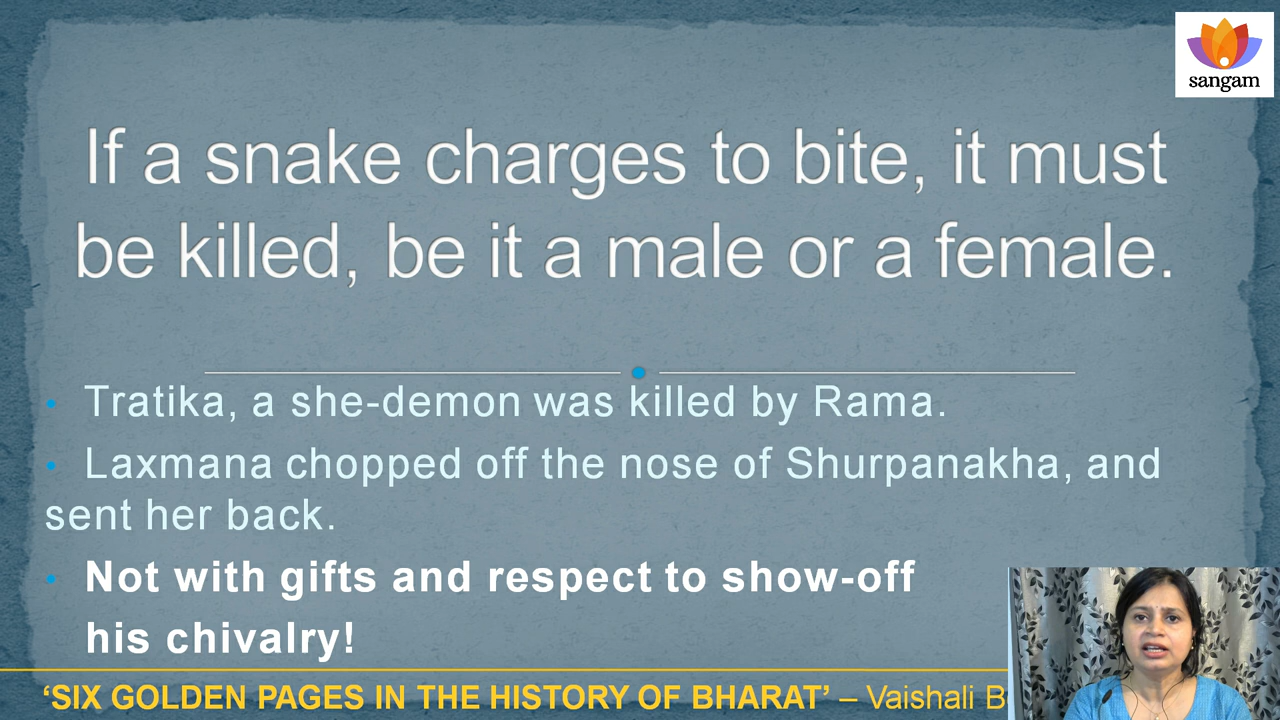 sangam
If a snake charges to bite, it must
be killed, be it a male or a female.
• Tratika, a she-demon was killed by Rama.
• Laxmana chopped off the nose of Shurpanakha, and
sent her back.
• Not with gifts and respect to show-off
his chivalry!
‘SIX GOLDEN PAGES IN THE HISTORY OF BHARAT’ – Vaishali